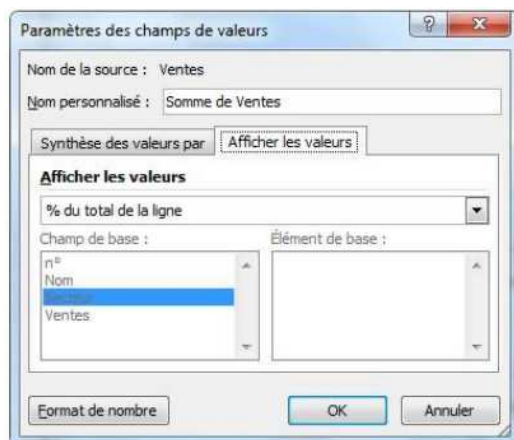 Paramètres des champs de valeurs
Nom de la source : Ventes
Nom personnalisé : Somme de Ventes
Synthèse des valeurs par Afficher les valeurs
Afficher les valeurs
% du total de la ligne
Champ de base : Élément de base :
n°
Nom
Secteur
Ventes
Format de nombre OK Annuler